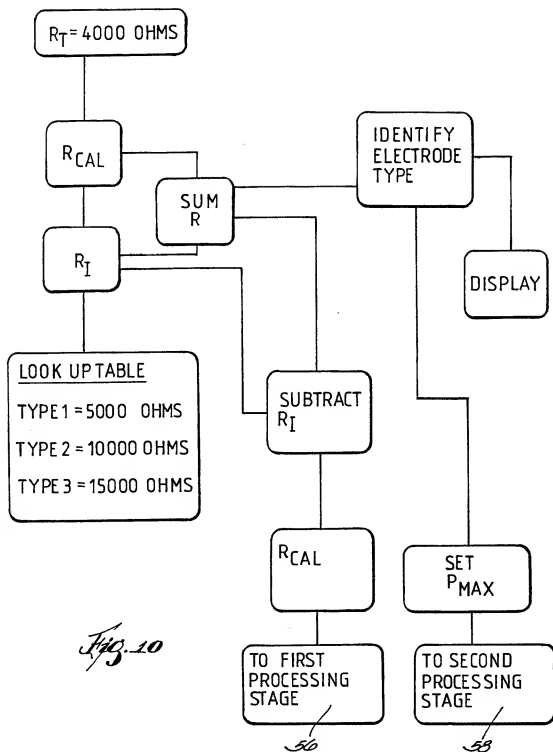 R_T = 4000 OHMS
R_CAL
IDENTIFY
ELECTRODE
TYPE
SUM
R
R_I
DISPLAY
LOOK UP TABLE
TYPE 1 = 5000 OHMS
TYPE 2 = 10000 OHMS
TYPE 3 = 15000 OHMS
SUBTRACT
R_I
R_CAL
SET
P_MAX
Fig. 10
TO FIRST
PROCESSING
STAGE
56
TO SECOND
PROCESSING
STAGE
58